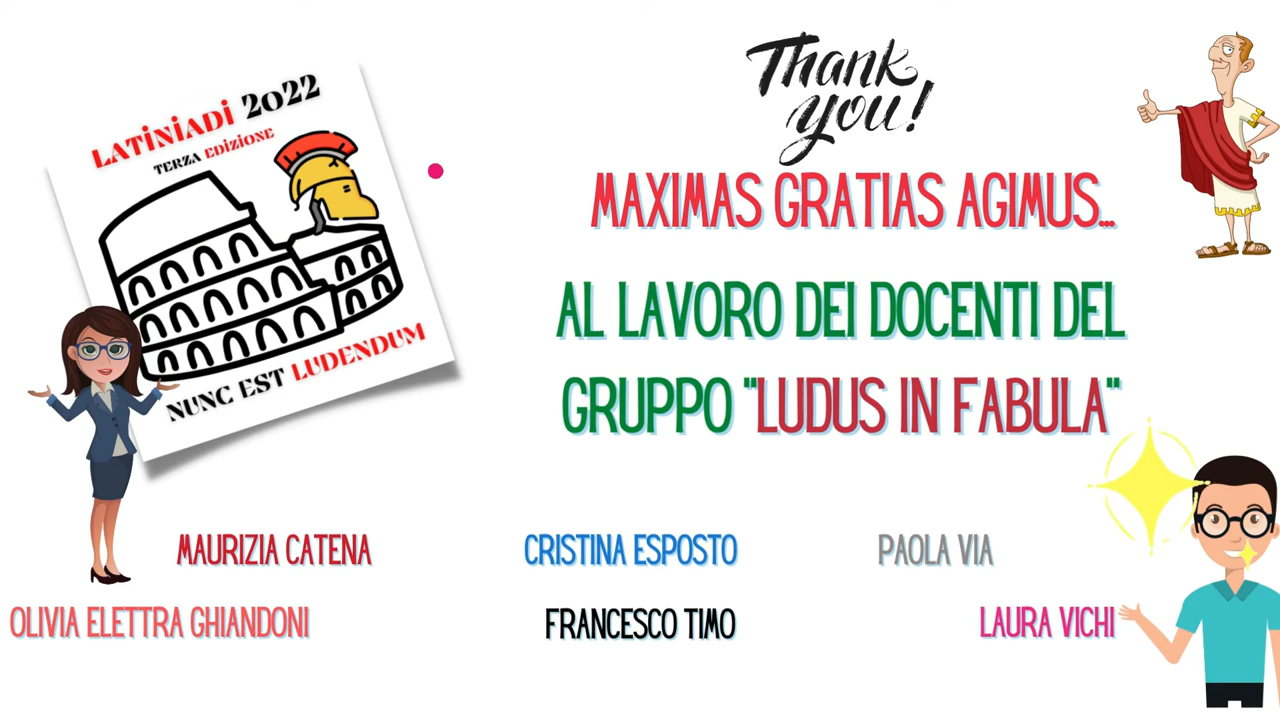 LATINIADI 2022
TERZA EDIZIONE
NUNC EST LUDENDUM
Thank
you!
MAXIMAS GRATIAS AGIMUS...
AL LAVORO DEI DOCENTI DEL
GRUPPO "LUDUS IN FABULA"
MAURIZIA CATENA
CRISTINA ESPOSTO
PAOLA VIA
OLIVIA ELETTRA GHIANDONI
FRANCESCO TIMO
LAURA VICHI